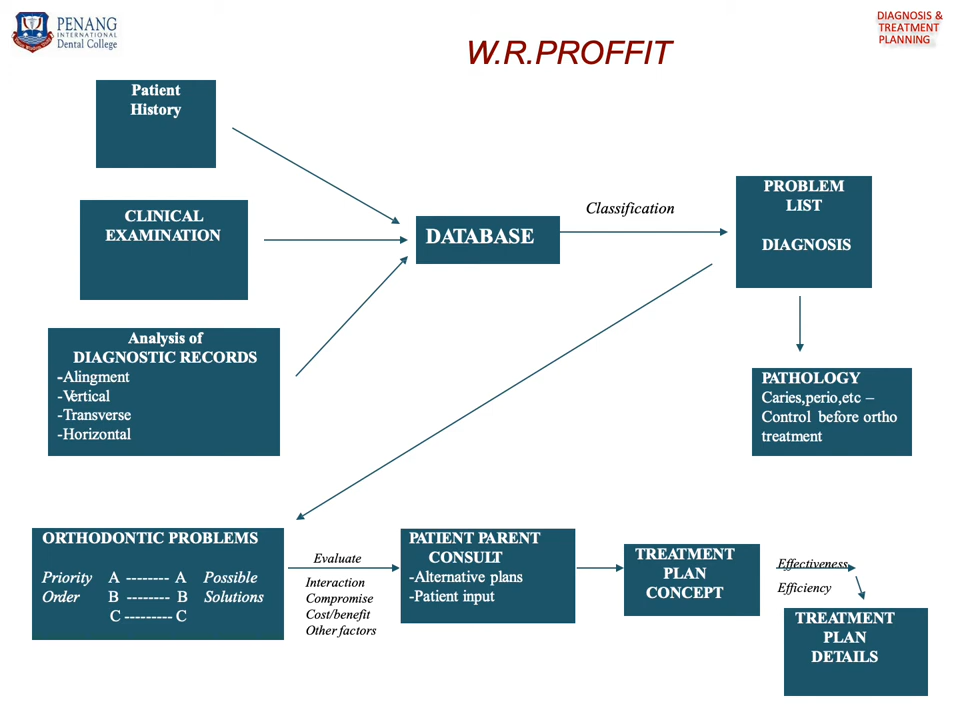 PENANG
INTERNATIONAL
Dental College
DIAGNOSIS &
TREATMENT
PLANNING
W.R.PROFFIT
Patient
History
CLINICAL
EXAMINATION
Analysis of
DIAGNOSTIC RECORDS
-Alingment
-Vertical
-Transverse
-Horizontal
DATABASE
Classification
PROBLEM
LIST
DIAGNOSIS
PATHOLOGY
Caries,perio,etc –
Control before ortho
treatment
ORTHODONTIC PROBLEMS
Priority A -------- A Possible
Order B -------- B Solutions
C --------- C
Evaluate
Interaction
Compromise
Cost/benefit
Other factors
PATIENT PARENT
CONSULT
-Alternative plans
-Patient input
TREATMENT
PLAN
CONCEPT
Effectiveness
Efficiency
TREATMENT
PLAN
DETAILS